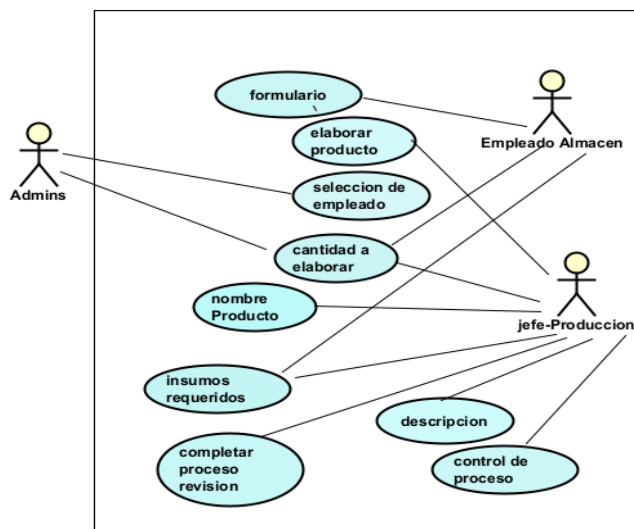 formulario
elaborar
producto
Empleado Almacen
Admins
seleccion de
empleado
cantidad a
elaborar
nombre
Producto
jefe-Produccion
insumos
requeridos
descripcion
completar
proceso
revision
control de
proceso